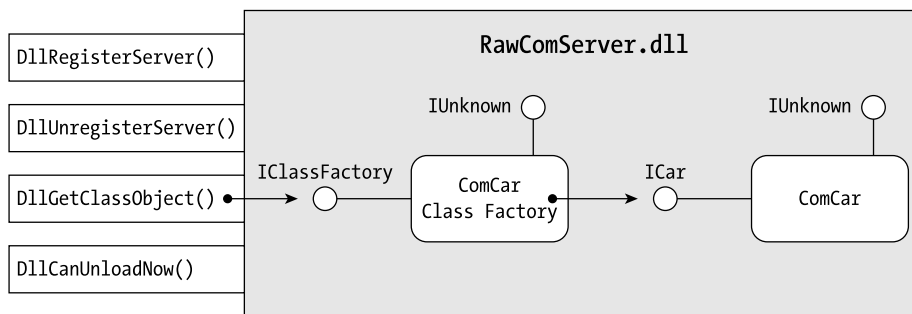 RawComServer.dll
DllRegisterServer()
DllUnregisterServer()
DllGetClassObject()
DllCanUnloadNow()
IClassFactory
IUnknown
ComCar
Class Factory
ICar
IUnknown
ComCar